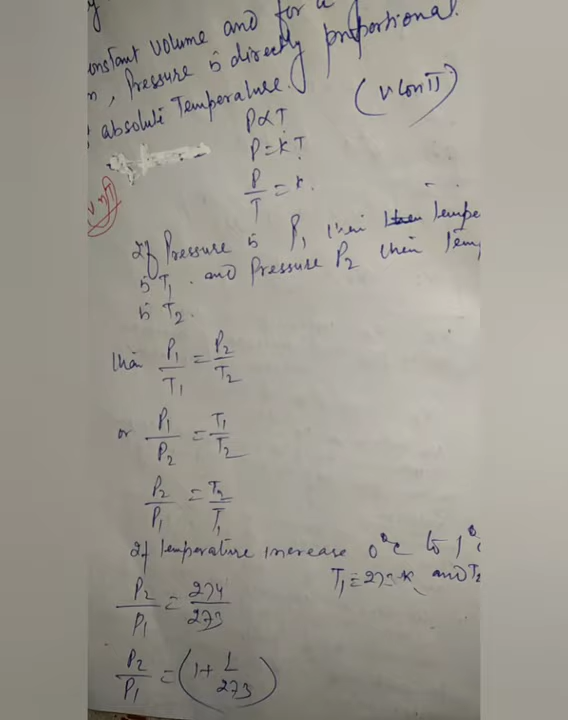 onstant volume and for a g
n, Pressure is directly proportional.
absolute Temperature.
(V Con T)
P∝T
P=KT
P/T = K.
If Pressure is P₁ then tempe
is T₁. and Pressure P₂ then Temp
is T₂.
then P₁/T₁ = P₂/T₂
or P₁/P₂ = T₁/T₂
P₂/P₁ = T₂/T₁
If temperature increase 0°C to 1°c
T₁=273K and T₂
P₂/P₁ = 274/273
P₂/P₁ = (1+ 1/273)